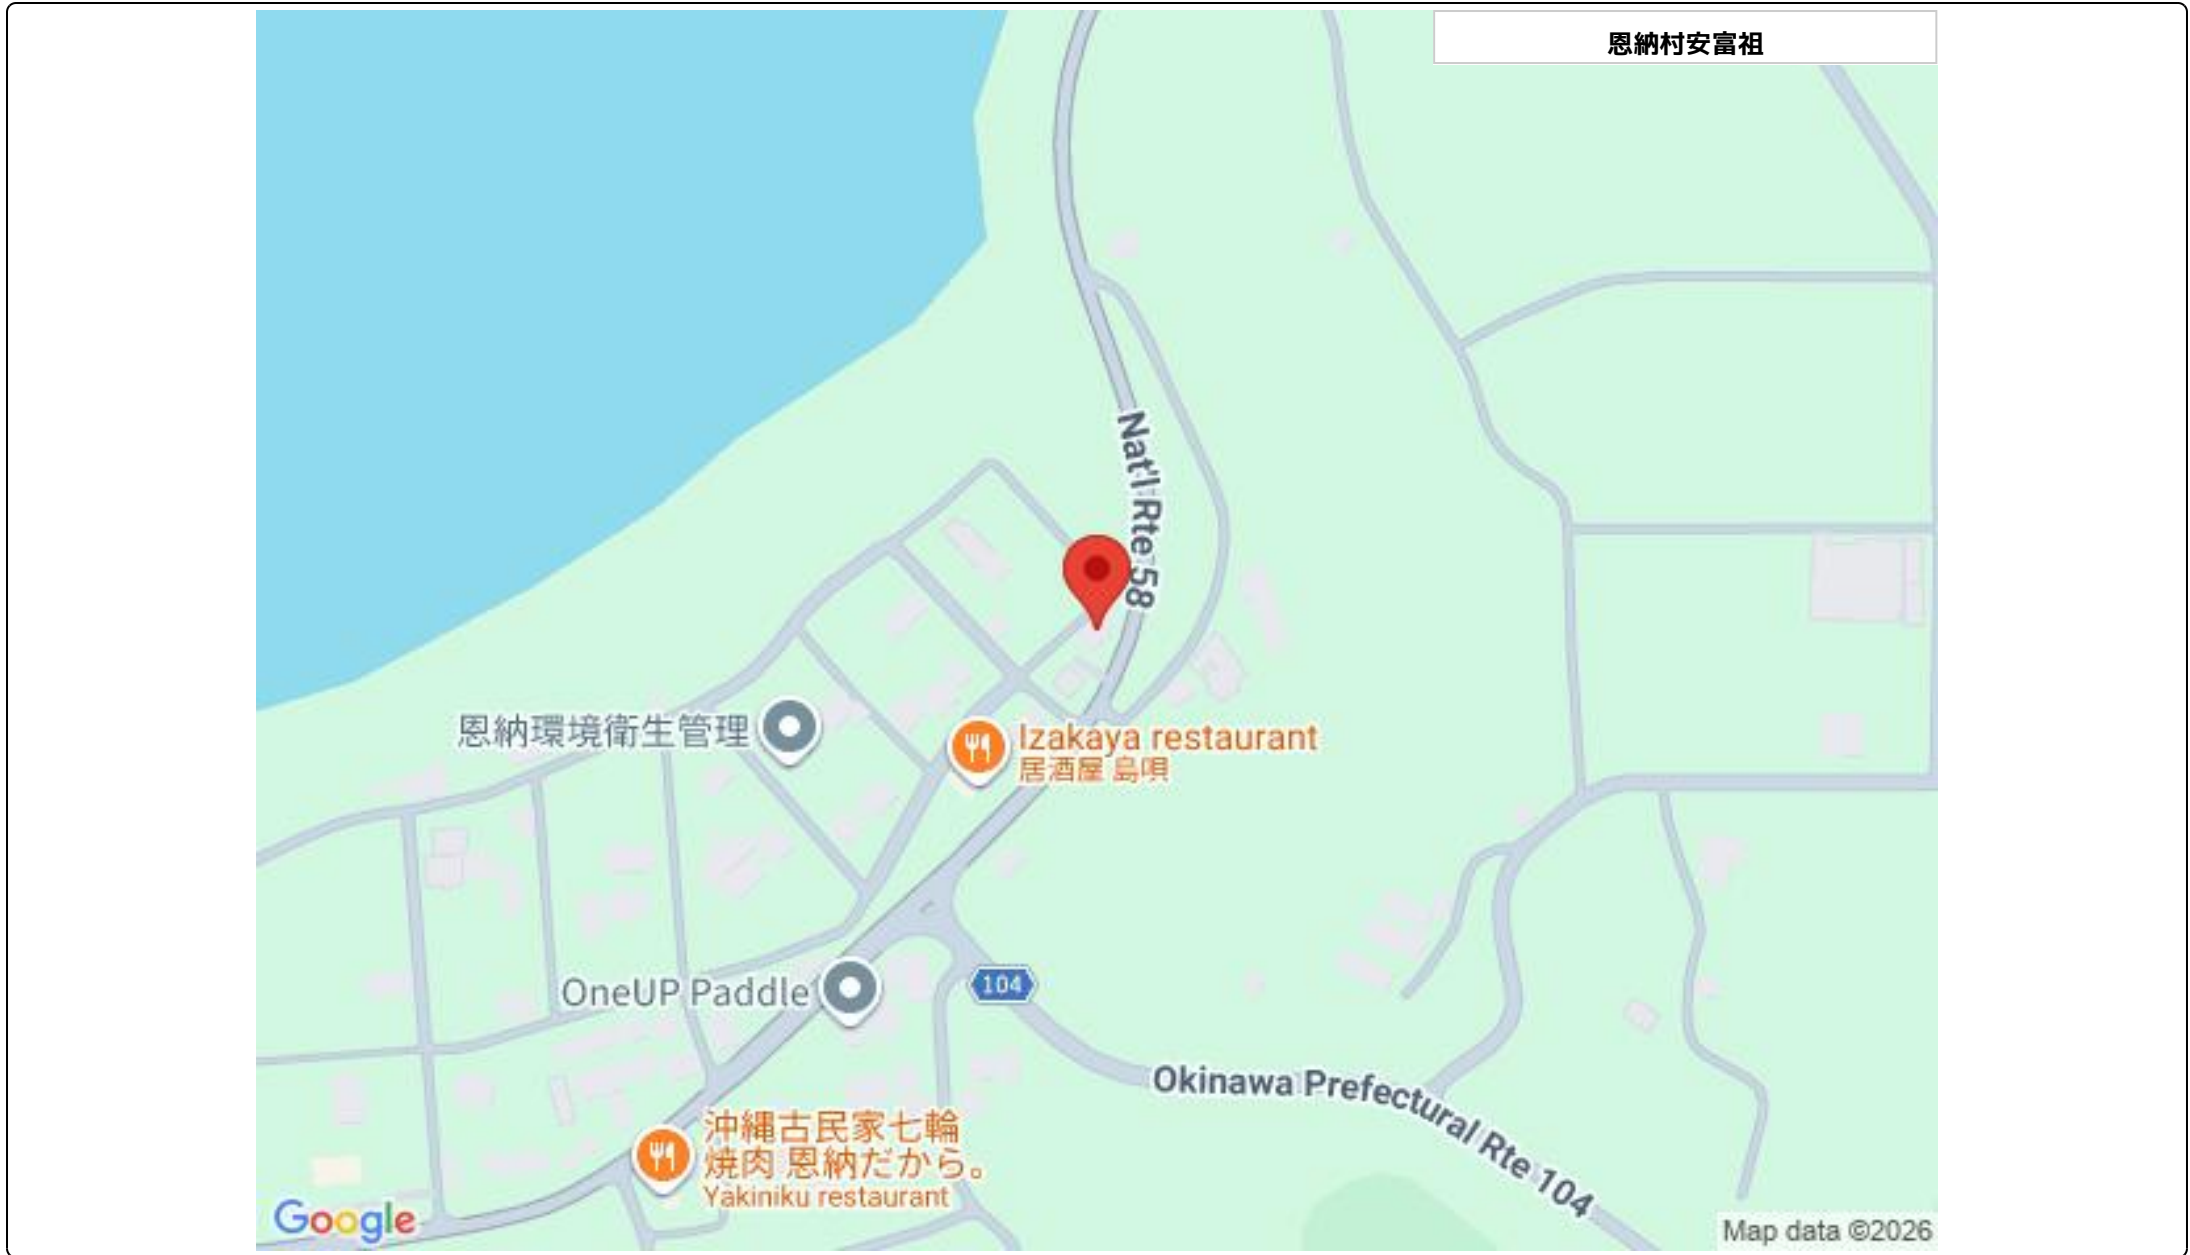 恩納村安富祖
Nat'l Rte 58
恩納環境衛生管理
Izakaya restaurant
居酒屋 島唄
OneUP Paddle
104
Okinawa Prefectural Rte 104
沖縄古民家七輪
焼肉 恩納だから。
Yakiniku restaurant
Google
Map data ©2026